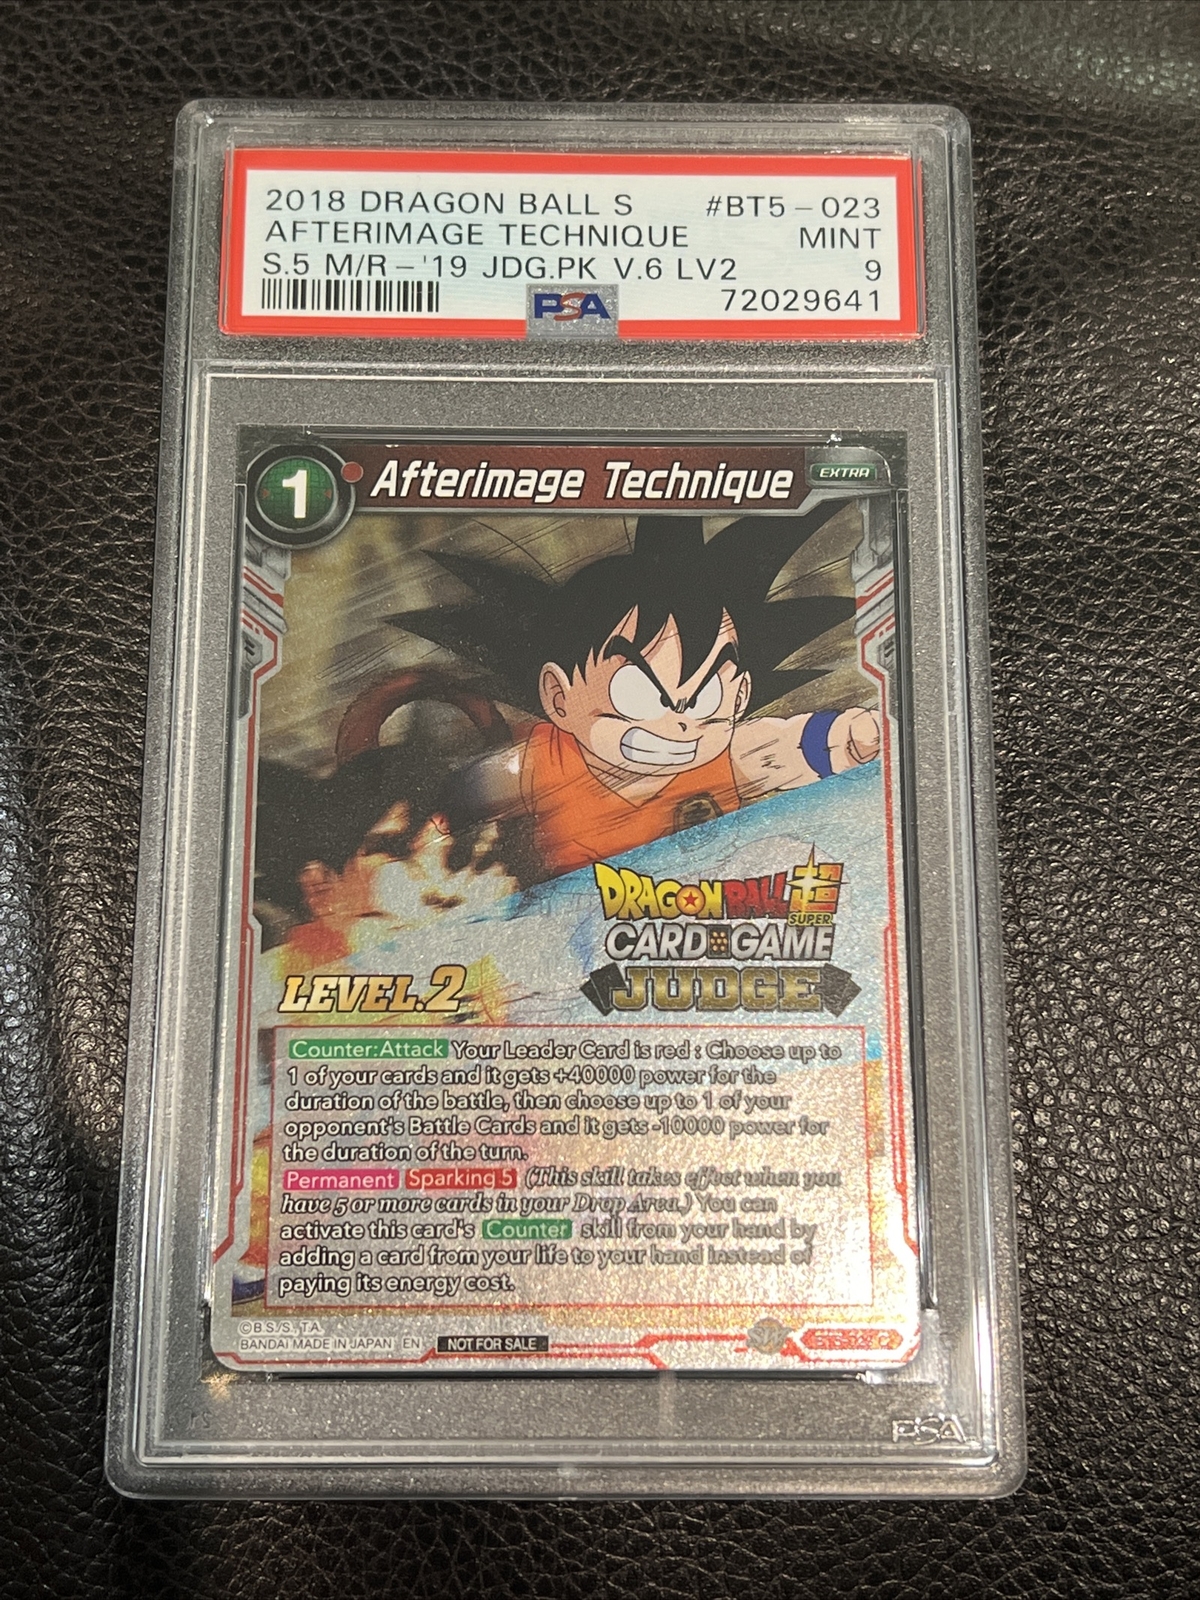 2018 DRAGON BALL S #BT5-023
AFTERIMAGE TECHNIQUE MINT
S.5 M/R-'19 JDG.PK V.6 LV2 9
PSA 72029641
1 Afterimage Technique EXTRA
DRAGON BALL 超
SUPER
CARD GAME
LEVEL.2 JUDGE
Counter:Attack Your Leader Card is red : Choose up to
1 of your cards and it gets +40000 power for the
duration of the battle, then choose up to 1 of your
opponent's Battle Cards and it gets -10000 power for
the duration of the turn.
Permanent Sparking 5 (This skill takes effect when you
have 5 or more cards in your Drop Area.) You can
activate this card's Counter skill from your hand by
adding a card from your life to your hand instead of
paying its energy cost.
©B.S./S., T.A.
BANDAI MADE IN JAPAN EN NOT FOR SALE
PSA